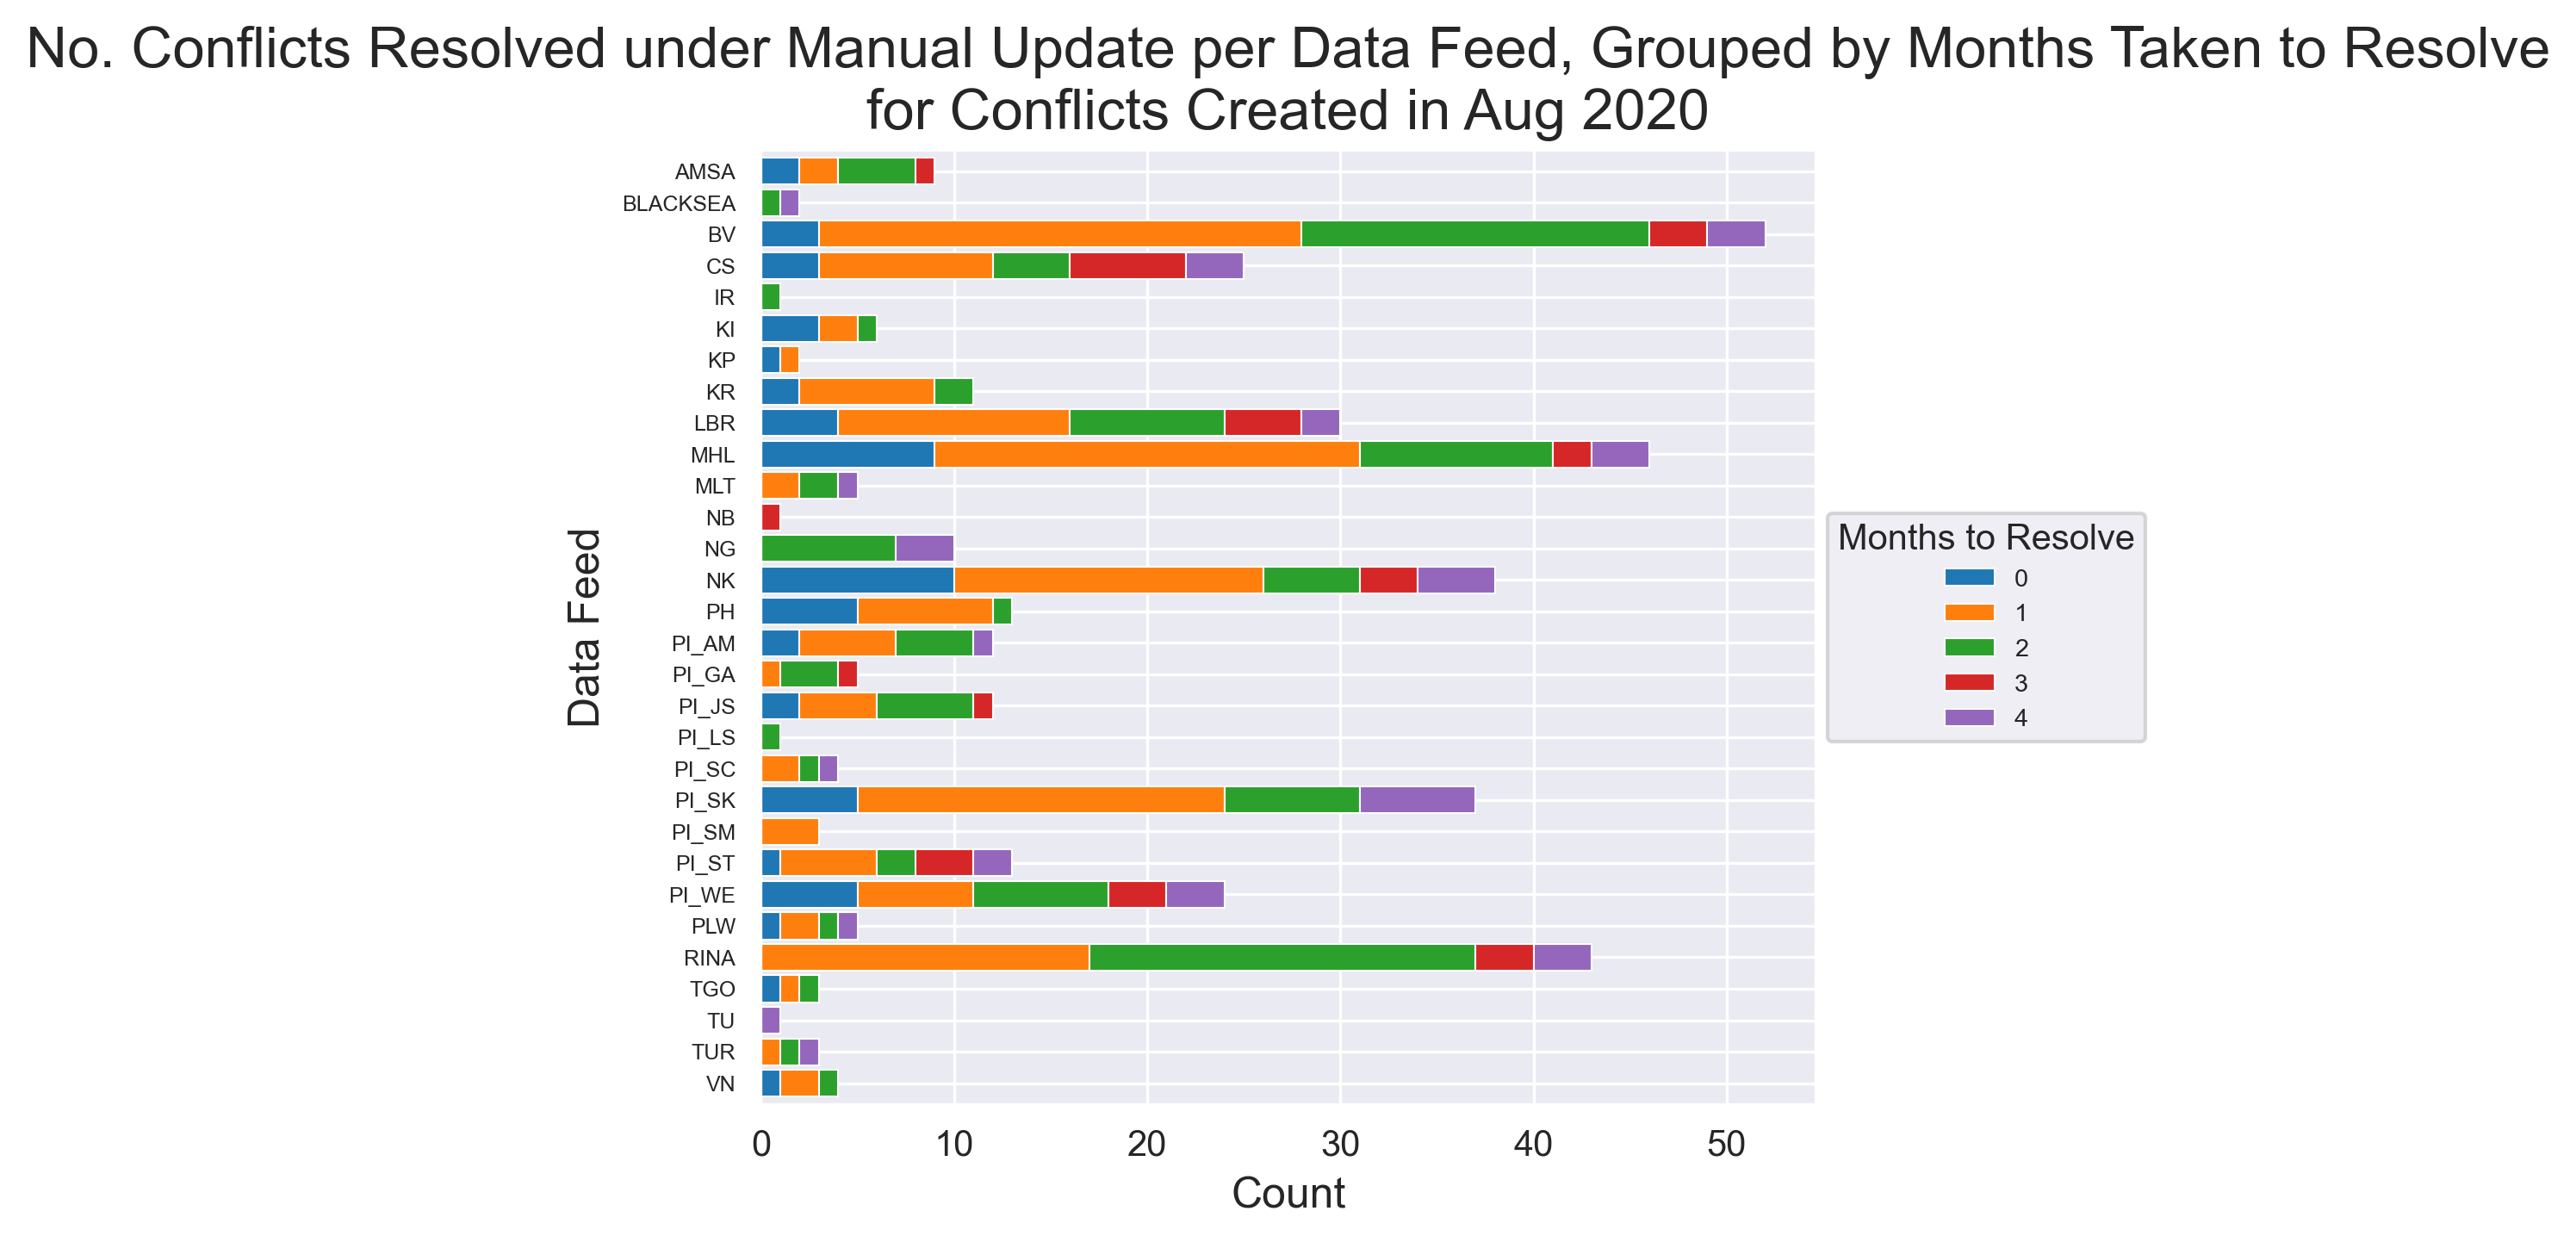 No. Conflicts Resolved under Manual Update per Data Feed, Grouped by Months Taken to Resolve
for Conflicts Created in Aug 2020
AMSA
BLACKSEA
BV
CS
IR
KI
KP
KR
LBR
MHL
MLT
NB
NG
NK
PH
PI_AM
PI_GA
PI_JS
PI_LS
PI_SC
PI_SK
PI_SM
PI_ST
PI_WE
PLW
RINA
TGO
TU
TUR
VN
Data Feed
0 10 20 30 40 50
Count
Months to Resolve
0
1
2
3
4